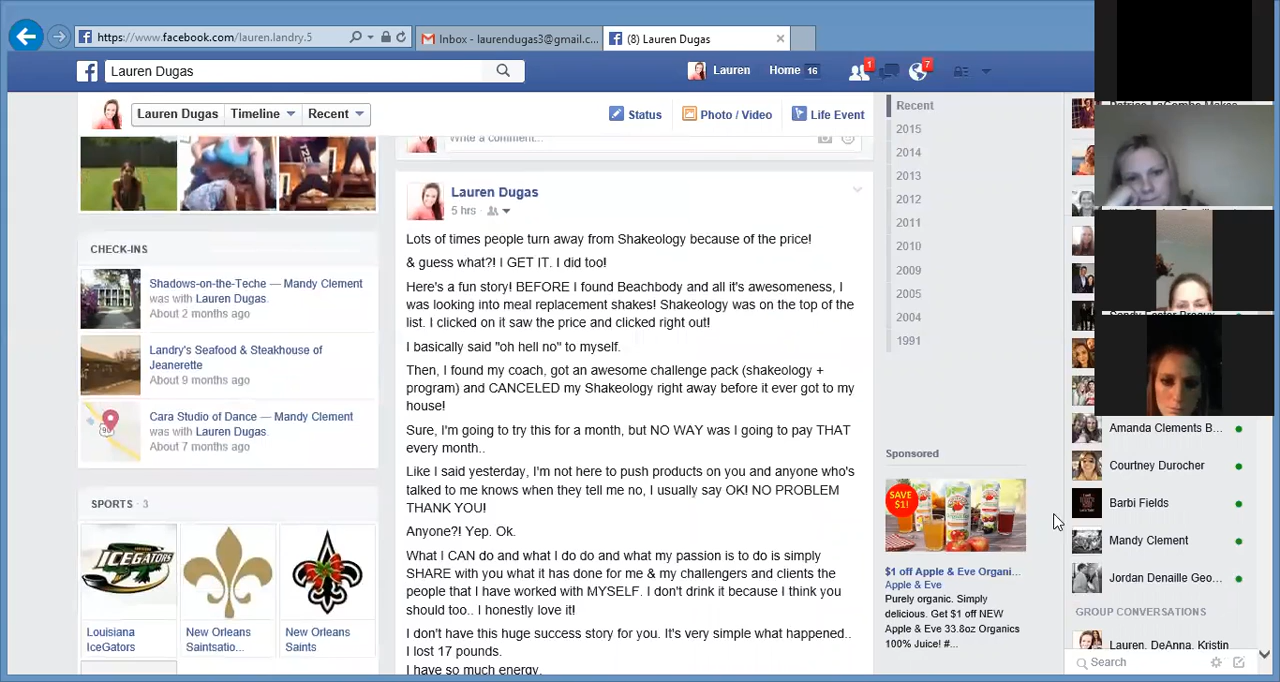 https://www.facebook.com/lauren.landry.5
Inbox - laurendugas3@gmail.c...
(8) Lauren Dugas
Lauren Dugas
Lauren
Home 16
1
7
Lauren Dugas
Timeline
Recent
Status
Photo / Video
Life Event
Write a comment...
CHECK-INS
Shadows-on-the-Teche — Mandy Clement
was with Lauren Dugas.
About 2 months ago
Landry's Seafood & Steakhouse of
Jeanerette
About 9 months ago
Cara Studio of Dance — Mandy Clement
was with Lauren Dugas.
About 7 months ago
90
SPORTS · 3
ICEGATORS
Louisiana
IceGators
New Orleans
Saintsatio...
New Orleans
Saints
Lauren Dugas
5 hrs
Lots of times people turn away from Shakeology because of the price!
& guess what?! I GET IT. I did too!
Here's a fun story! BEFORE I found Beachbody and all it's awesomeness, I
was looking into meal replacement shakes! Shakeology was on the top of the
list. I clicked on it saw the price and clicked right out!
I basically said "oh hell no" to myself.
Then, I found my coach, got an awesome challenge pack (shakeology +
program) and CANCELED my Shakeology right away before it ever got to my
house!
Sure, I'm going to try this for a month, but NO WAY was I going to pay THAT
every month..
Like I said yesterday, I'm not here to push products on you and anyone who's
talked to me knows when they tell me no, I usually say OK! NO PROBLEM
THANK YOU!
Anyone?! Yep. Ok.
What I CAN do and what I do do and what my passion is to do is simply
SHARE with you what it has done for me & my challengers and clients the
people that I have worked with MYSELF. I don't drink it because I think you
should too.. I honestly love it!
I don't have this huge success story for you. It's very simple what happened..
I lost 17 pounds.
I have so much energy.
Recent
2015
2014
2013
2012
2011
2010
2009
2005
2004
1991
Sponsored
SAVE
$1!
$1 off Apple & Eve Organi...
Apple & Eve
Purely organic. Simply
delicious. Get $1 off NEW
Apple & Eve 33.8oz Organics
100% Juice! #...
Amanda Clements B...
Courtney Durocher
Barbi Fields
Mandy Clement
Jordan Denaille Geo...
GROUP CONVERSATIONS
Lauren, DeAnna, Kristin
Search